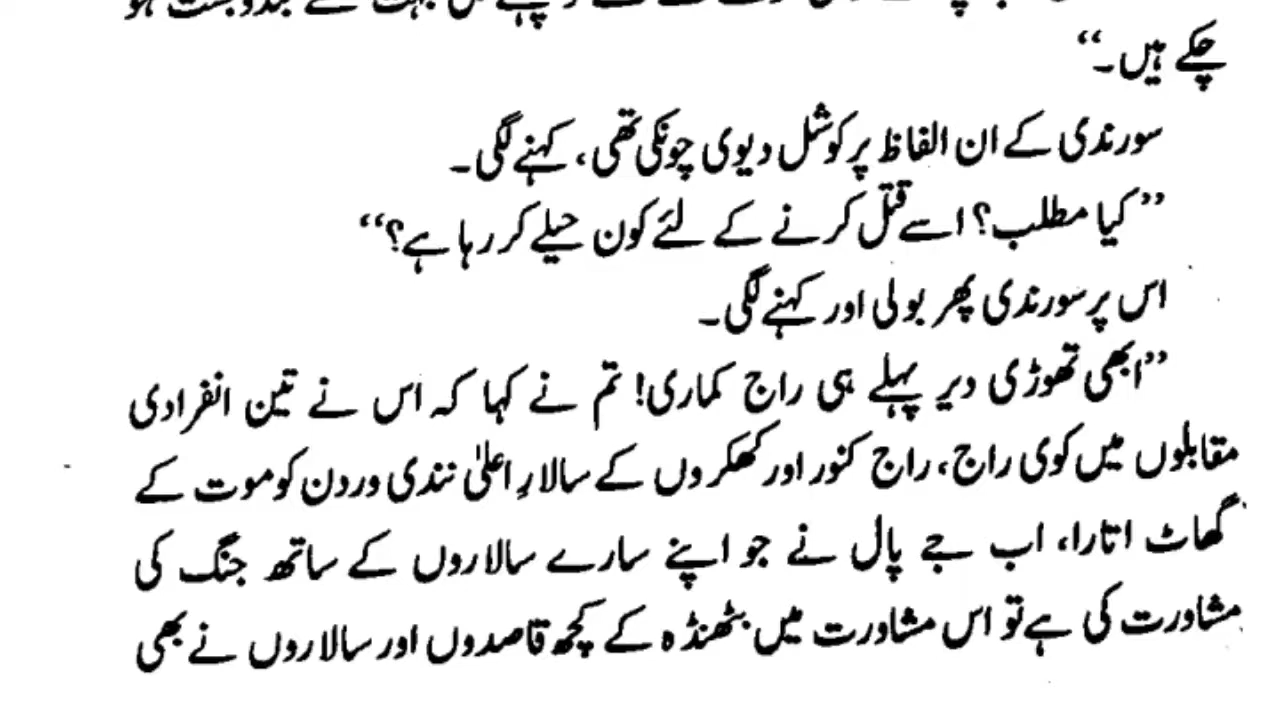 چکے ہیں۔“
سورندی کے ان الفاظ پر کوشل دیوی چونکی تھی، کہنے لگی۔
”کیا مطلب؟ اسے قتل کرنے کے لئے کون حیلے کر رہا ہے؟“
اس پر سورندی پھر بولی اور کہنے لگی۔
”ابھی تھوڑی دیر پہلے ہی راج کماری! تم نے کہا کہ اس نے تین انفرادی
مقابلوں میں کوی راج، راج کنور اور کھکروں کے سالارِ اعلیٰ نندی وردن کو موت کے
گھاٹ اتارا، اب جے پال نے جو اپنے سارے سالاروں کے ساتھ جنگ کی
مشاورت کی ہے تو اس مشاورت میں بٹھنڈہ کے کچھ قاصدوں اور سالاروں نے بھی